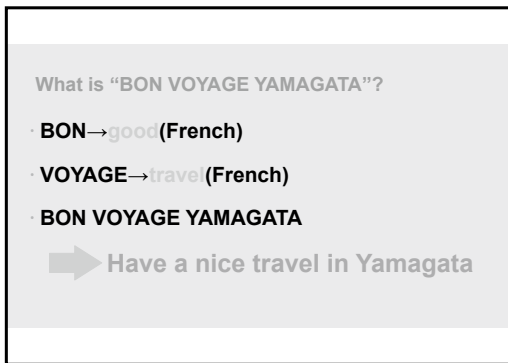 What is “BON VOYAGE YAMAGATA”?
· BON→good(French)
· VOYAGE→travel(French)
· BON VOYAGE YAMAGATA
Have a nice travel in Yamagata